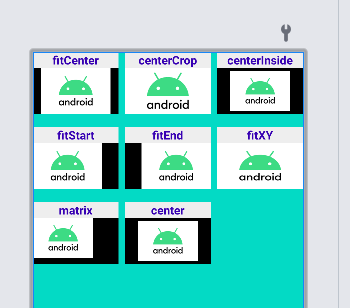 fitCenter centerCrop centerInside
android android android
fitStart fitEnd fitXY
android android android
matrix center
android android